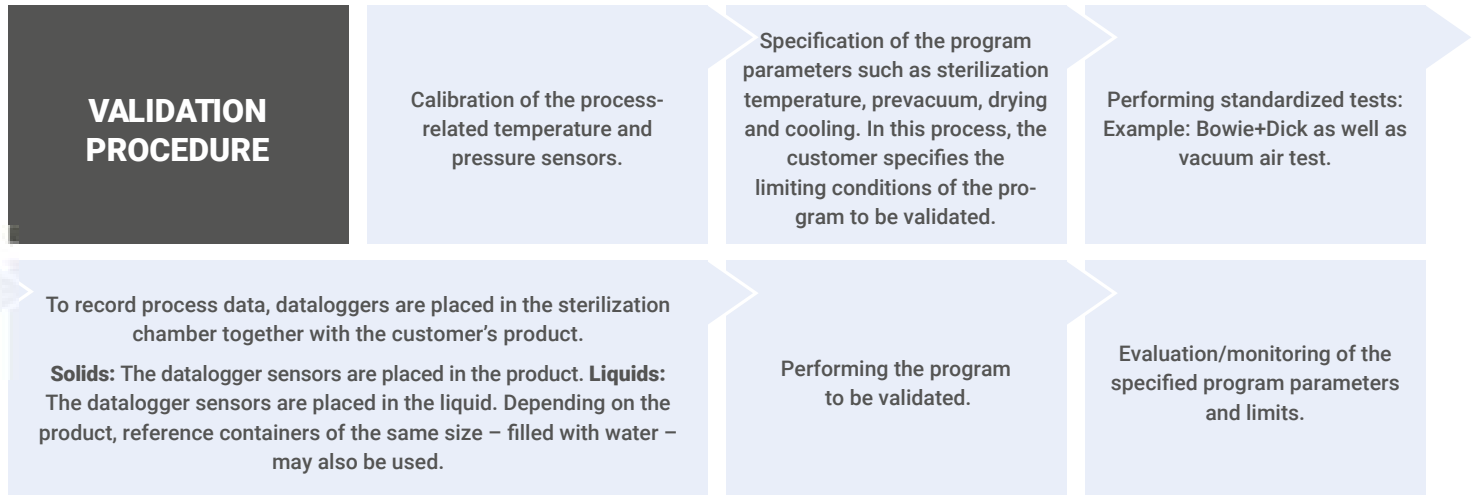 VALIDATION
PROCEDURE
Calibration of the process-
related temperature and
pressure sensors.
Specification of the program
parameters such as sterilization
temperature, prevacuum, drying
and cooling. In this process, the
customer specifies the
limiting conditions of the pro-
gram to be validated.
Performing standardized tests:
Example: Bowie+Dick as well as
vacuum air test.
To record process data, dataloggers are placed in the sterilization
chamber together with the customer’s product.
Solids: The datalogger sensors are placed in the product. Liquids:
The datalogger sensors are placed in the liquid. Depending on the
product, reference containers of the same size – filled with water –
may also be used.
Performing the program
to be validated.
Evaluation/monitoring of the
specified program parameters
and limits.